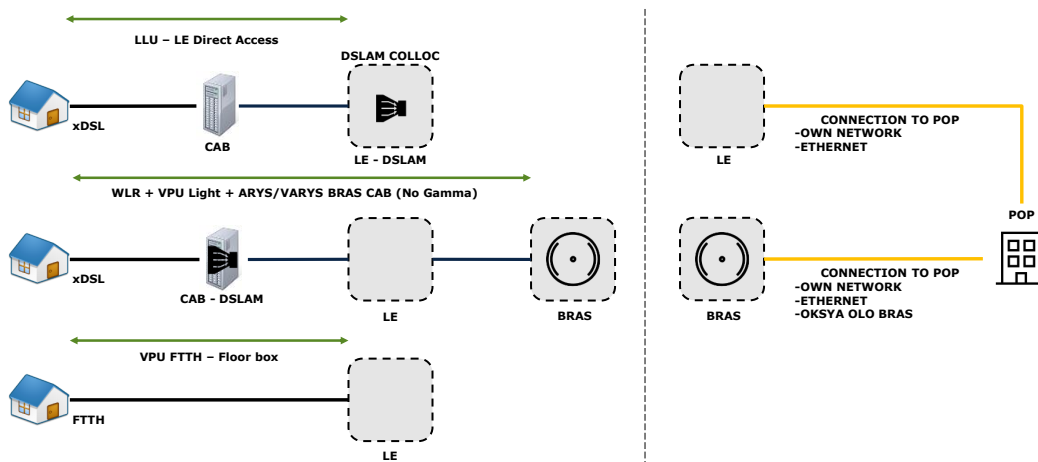 LLU – LE Direct Access
DSLAM COLLOC
xDSL
CAB
LE - DSLAM
LE
CONNECTION TO POP
-OWN NETWORK
-ETHERNET
WLR + VPU Light + ARYS/VARYS BRAS CAB (No Gamma)
POP
xDSL
CAB - DSLAM
LE
BRAS
BRAS
CONNECTION TO POP
-OWN NETWORK
-ETHERNET
-OKSYA OLO BRAS
VPU FTTH – Floor box
FTTH
LE